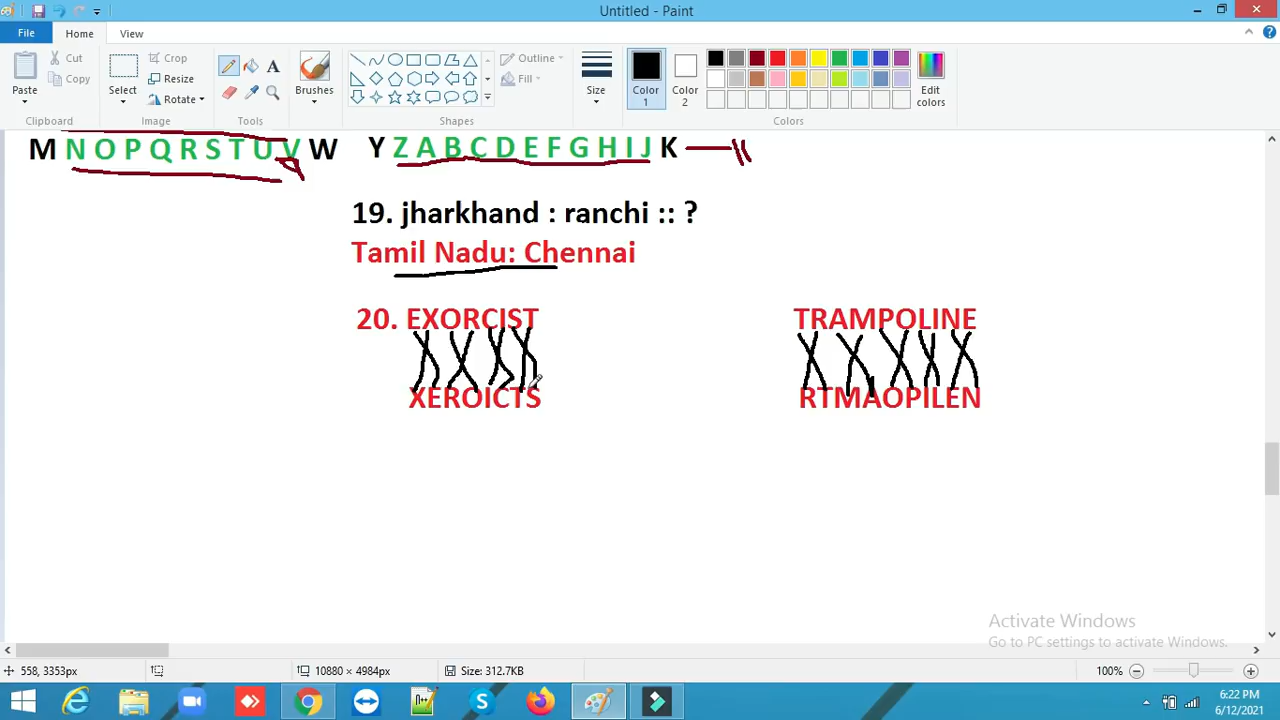 Untitled - Paint
File Home View
Paste Cut Copy Select Crop Resize Rotate Brushes Outline Fill Size Color 1 Color 2 Edit colors
Clipboard Image Tools Shapes Colors
M N O P Q R S T U V W Y Z A B C D E F G H I J K 11
19. jharkhand : ranchi :: ?
Tamil Nadu: Chennai
20. EXORCIST TRAMPOLINE
XEROICTS RTMAOPILEN
Activate Windows
Go to PC settings to activate Windows.
558, 3353px 10880 × 4984px Size: 312.7KB 100%
6:22 PM
6/12/2021